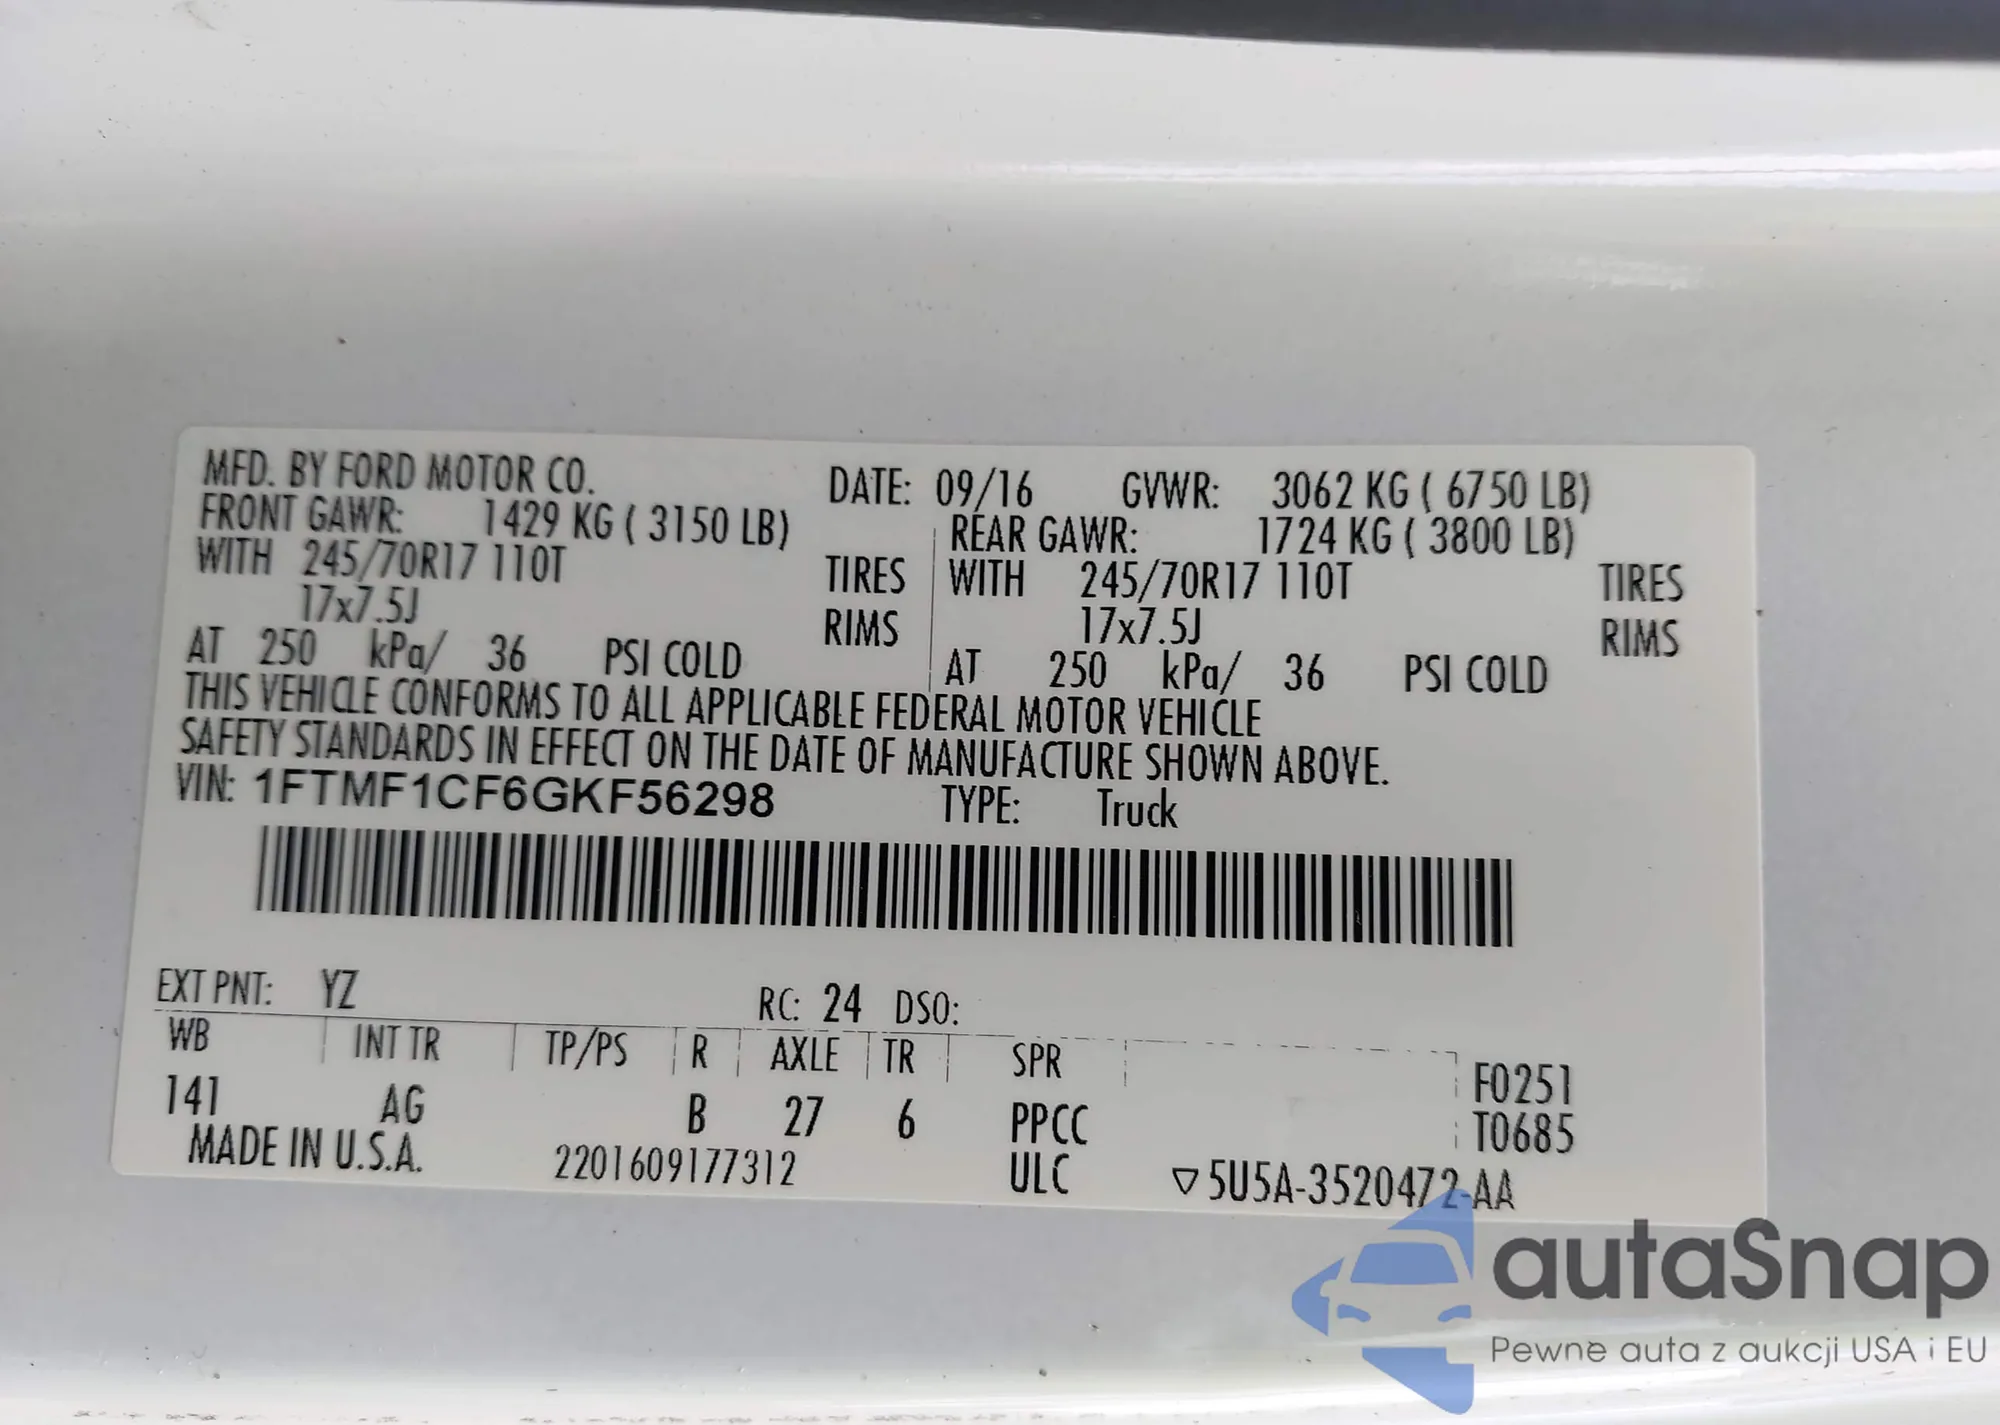 MFD. BY FORD MOTOR CO. DATE: 09/16 GVWR: 3062 KG ( 6750 LB)
FRONT GAWR: 1429 KG ( 3150 LB) REAR GAWR: 1724 KG ( 3800 LB)
WITH 245/70R17 110T TIRES WITH 245/70R17 110T TIRES
17x7.5J RIMS 17x7.5J RIMS
AT 250 kPa/ 36 PSI COLD AT 250 kPa/ 36 PSI COLD
THIS VEHICLE CONFORMS TO ALL APPLICABLE FEDERAL MOTOR VEHICLE
SAFETY STANDARDS IN EFFECT ON THE DATE OF MANUFACTURE SHOWN ABOVE.
VIN: 1FTMF1CF6GKF56298 TYPE: Truck
EXT PNT: YZ RC: 24 DSO:
WB INT TR TP/PS R AXLE TR SPR F0251
141 AG B 27 6 PPCC T0685
MADE IN U.S.A. 2201609177312 ULC ▽5U5A-3520472-AA
autaSnap
Pewne auta z aukcji USA i EU